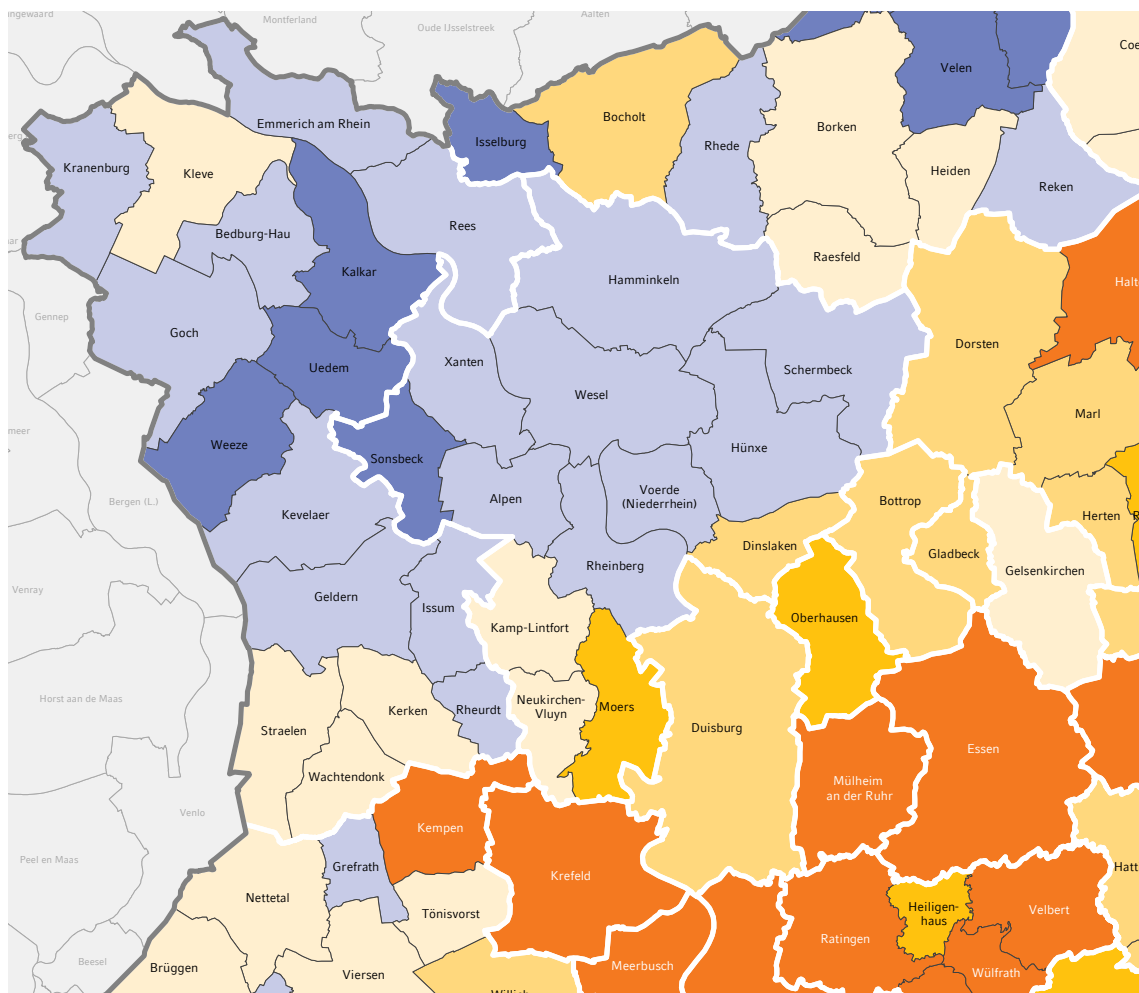 Montferland
Oude IJsselstreek
Aalten
Coe
Velen
Bocholt
Borken
Emmerich am Rhein
Isselburg
Rhede
Kranenburg
Kleve
Heiden
Reken
Bedburg-Hau
Rees
Raesfeld
Kalkar
Hamminkeln
Halte
Gennep
Goch
Dorsten
Uedem
Xanten
Schermbeck
Wesel
Marl
meer
Weeze
Sonsbeck
Hünxe
Bergen (L.)
Kevelaer
Alpen
Voerde
(Niederrhein)
Bottrop
Herten
R
Dinslaken
Gladbeck
Gelsenkirchen
Venray
Geldern
Issum
Rheinberg
Oberhausen
Kamp-Lintfort
Horst aan de Maas
Straelen
Kerken
Rheurdt
Neukirchen-
Vluyn
Moers
Duisburg
Essen
Wachtendonk
Mülheim
an der Ruhr
Venlo
Kempen
Peel en Maas
Grefrath
Krefeld
Hatt
Nettetal
Tönisvorst
Heiligen-
haus
Velbert
Ratingen
Beesel
Brüggen
Viersen
Meerbusch
Wülfrath